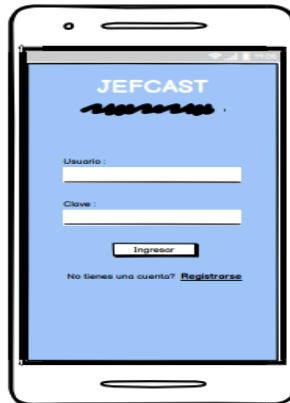 JEFCAST
Usuario :
Clave :
Ingresar
No tienes una cuenta? Registrarse